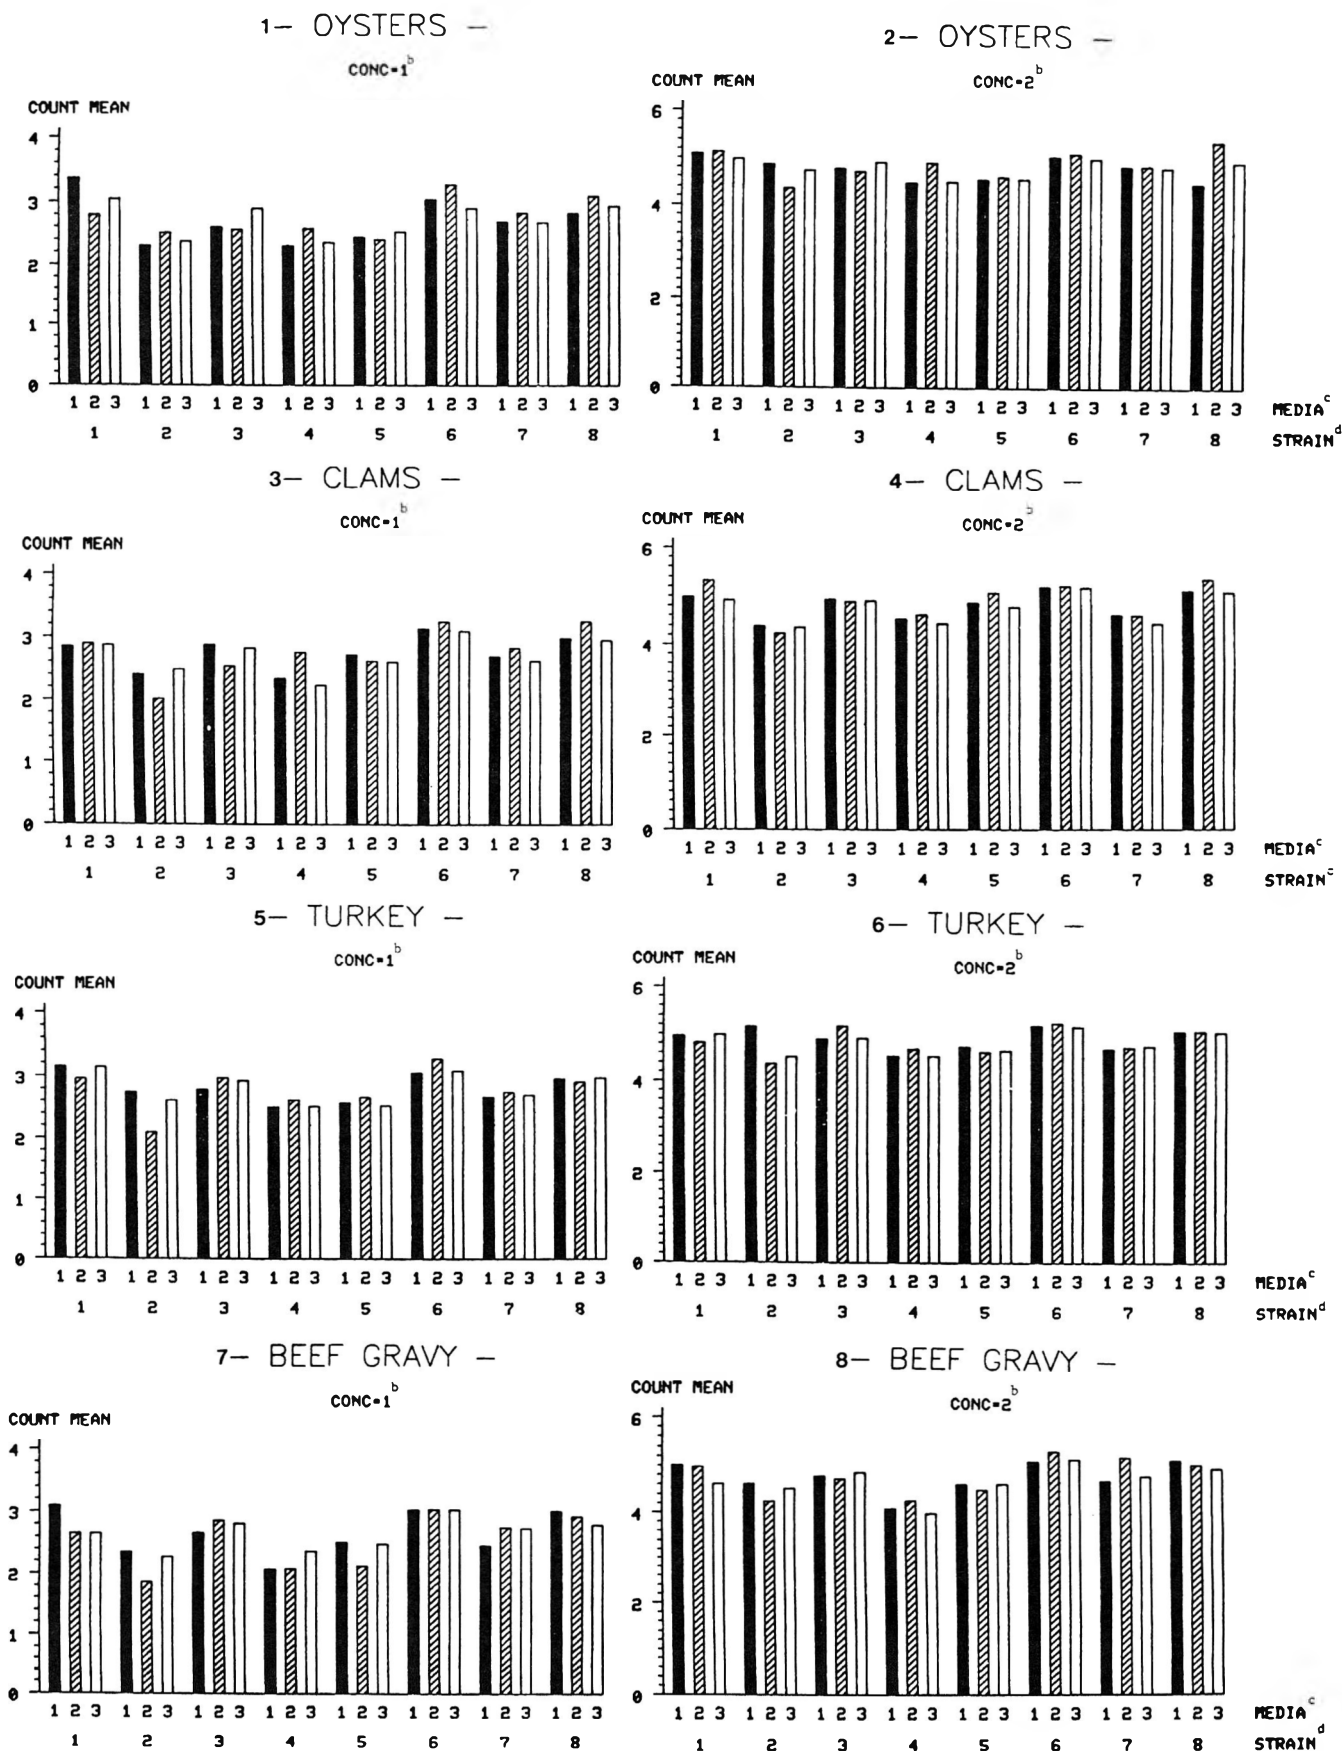 1— OYSTERS —
CONC=1b
COUNT MEAN
4
3
2
1
0
1 2 3 1 2 3 1 2 3 1 2 3 1 2 3 1 2 3 1 2 3 1 2 3
1 2 3 4 5 6 7 8
2— OYSTERS —
CONC=2b
COUNT MEAN
6
4
2
0
1 2 3 1 2 3 1 2 3 1 2 3 1 2 3 1 2 3 1 2 3 1 2 3 MEDIAc
1 2 3 4 5 6 7 8 STRAINd
3— CLAMS —
CONC=1b
COUNT MEAN
4
3
2
1
0
1 2 3 1 2 3 1 2 3 1 2 3 1 2 3 1 2 3 1 2 3 1 2 3
1 2 3 4 5 6 7 8
4— CLAMS —
CONC=2b
COUNT MEAN
6
4
2
0
1 2 3 1 2 3 1 2 3 1 2 3 1 2 3 1 2 3 1 2 3 1 2 3 MEDIAc
1 2 3 4 5 6 7 8 STRAINc
5— TURKEY —
CONC=1b
COUNT MEAN
4
3
2
1
0
1 2 3 1 2 3 1 2 3 1 2 3 1 2 3 1 2 3 1 2 3 1 2 3
1 2 3 4 5 6 7 8
6— TURKEY —
CONC=2b
COUNT MEAN
6
4
2
0
1 2 3 1 2 3 1 2 3 1 2 3 1 2 3 1 2 3 1 2 3 1 2 3 MEDIAc
1 2 3 4 5 6 7 8 STRAINd
7— BEEF GRAVY —
CONC=1b
COUNT MEAN
4
3
2
1
0
1 2 3 1 2 3 1 2 3 1 2 3 1 2 3 1 2 3 1 2 3 1 2 3
1 2 3 4 5 6 7 8
8— BEEF GRAVY —
CONC=2b
COUNT MEAN
6
4
2
0
1 2 3 1 2 3 1 2 3 1 2 3 1 2 3 1 2 3 1 2 3 1 2 3 MEDIAc
1 2 3 4 5 6 7 8 STRAINd